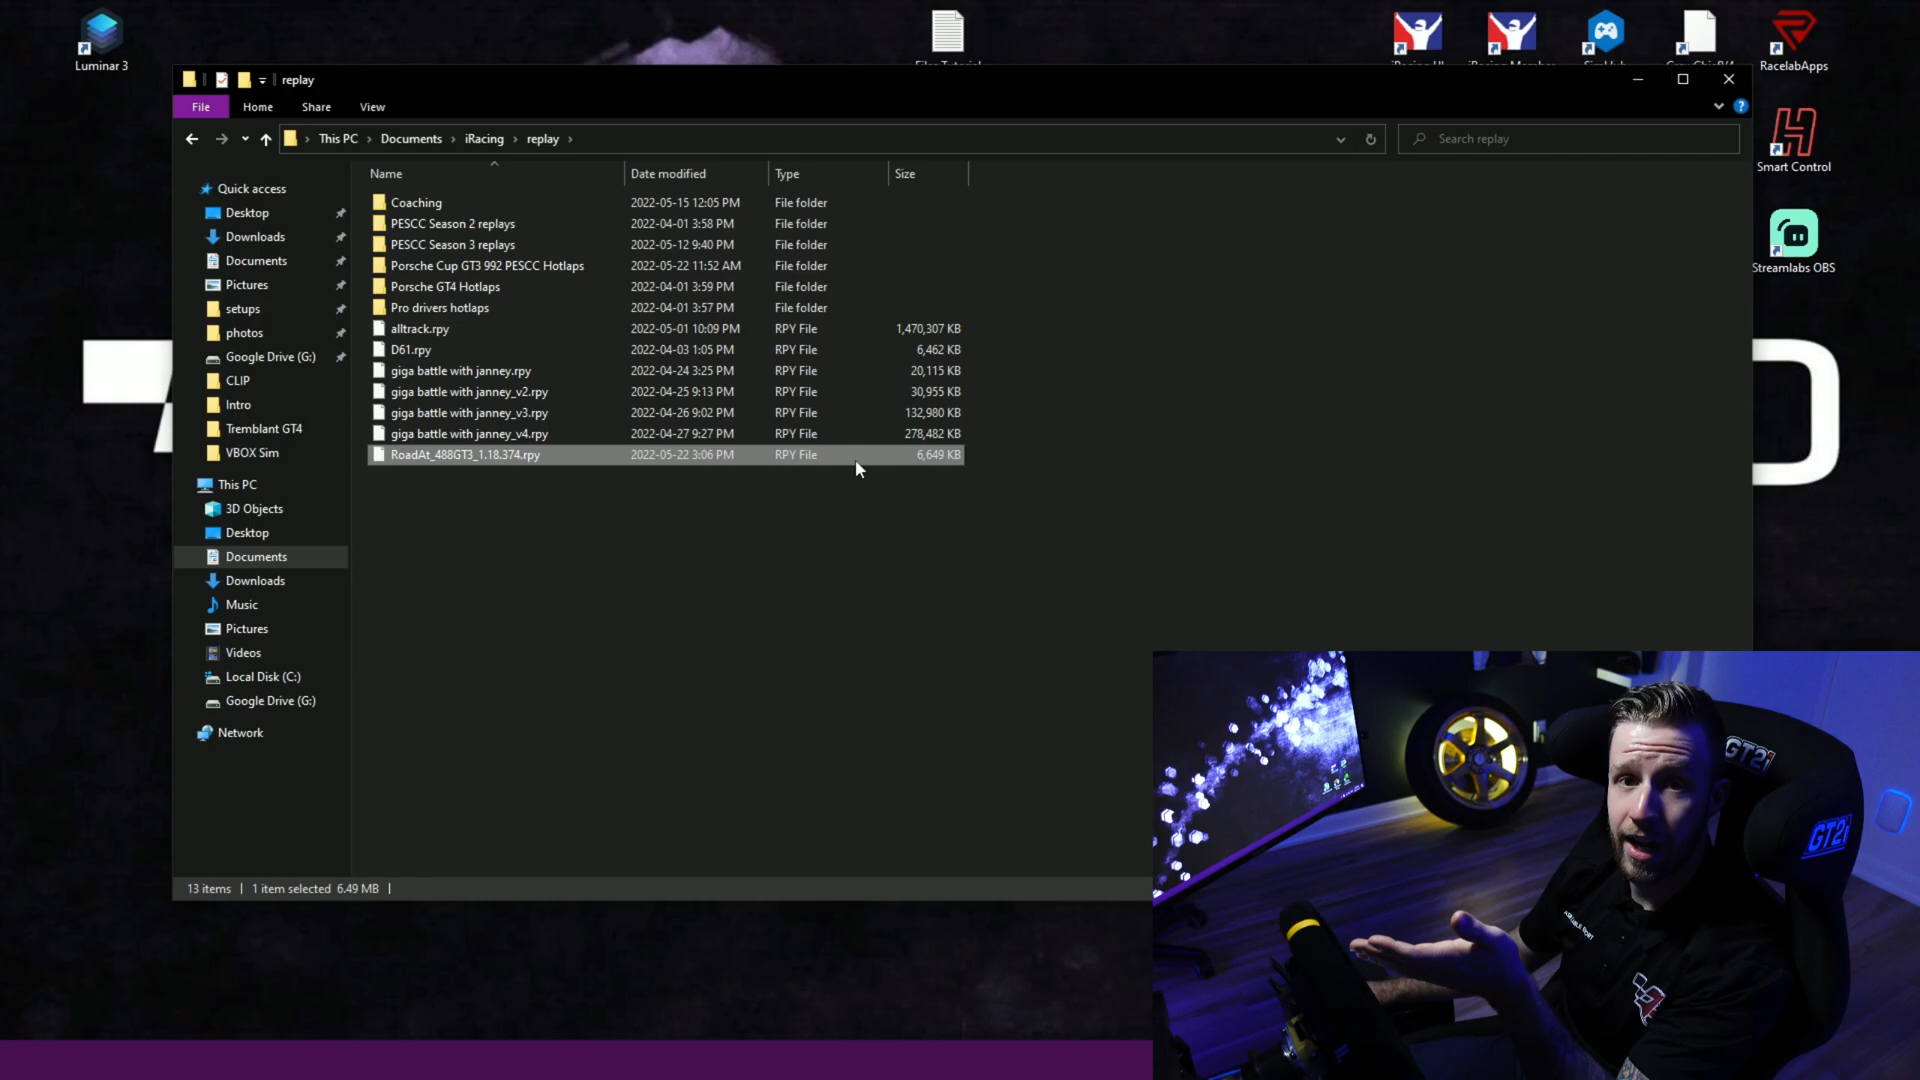 Luminar 3
RacelabApps
replay
File
Home
Share
View
This PC
Documents
iRacing
replay
Search replay
Smart Control
Streamlabs OBS
Quick access
Desktop
Downloads
Documents
Pictures
setups
photos
Google Drive (G:)
CLIP
Intro
Tremblant GT4
VBOX Sim
This PC
3D Objects
Desktop
Documents
Downloads
Music
Pictures
Videos
Local Disk (C:)
Google Drive (G:)
Network
Name Date modified Type Size
Coaching 2022-05-15 12:05 PM File folder
PESCC Season 2 replays 2022-04-01 3:58 PM File folder
PESCC Season 3 replays 2022-05-12 9:40 PM File folder
Porsche Cup GT3 992 PESCC Hotlaps 2022-05-22 11:52 AM File folder
Porsche GT4 Hotlaps 2022-04-01 3:59 PM File folder
Pro drivers hotlaps 2022-04-01 3:57 PM File folder
alltrack.rpy 2022-05-01 10:09 PM RPY File 1,470,307 KB
D61.rpy 2022-04-03 1:05 PM RPY File 6,462 KB
giga battle with janney.rpy 2022-04-24 3:25 PM RPY File 20,115 KB
giga battle with janney_v2.rpy 2022-04-25 9:13 PM RPY File 30,955 KB
giga battle with janney_v3.rpy 2022-04-26 9:02 PM RPY File 132,980 KB
giga battle with janney_v4.rpy 2022-04-27 9:27 PM RPY File 278,482 KB
RoadAt_488GT3_1.18.374.rpy 2022-05-22 3:06 PM RPY File 6,649 KB
13 items 1 item selected 6.49 MB
GT2i
GT2i